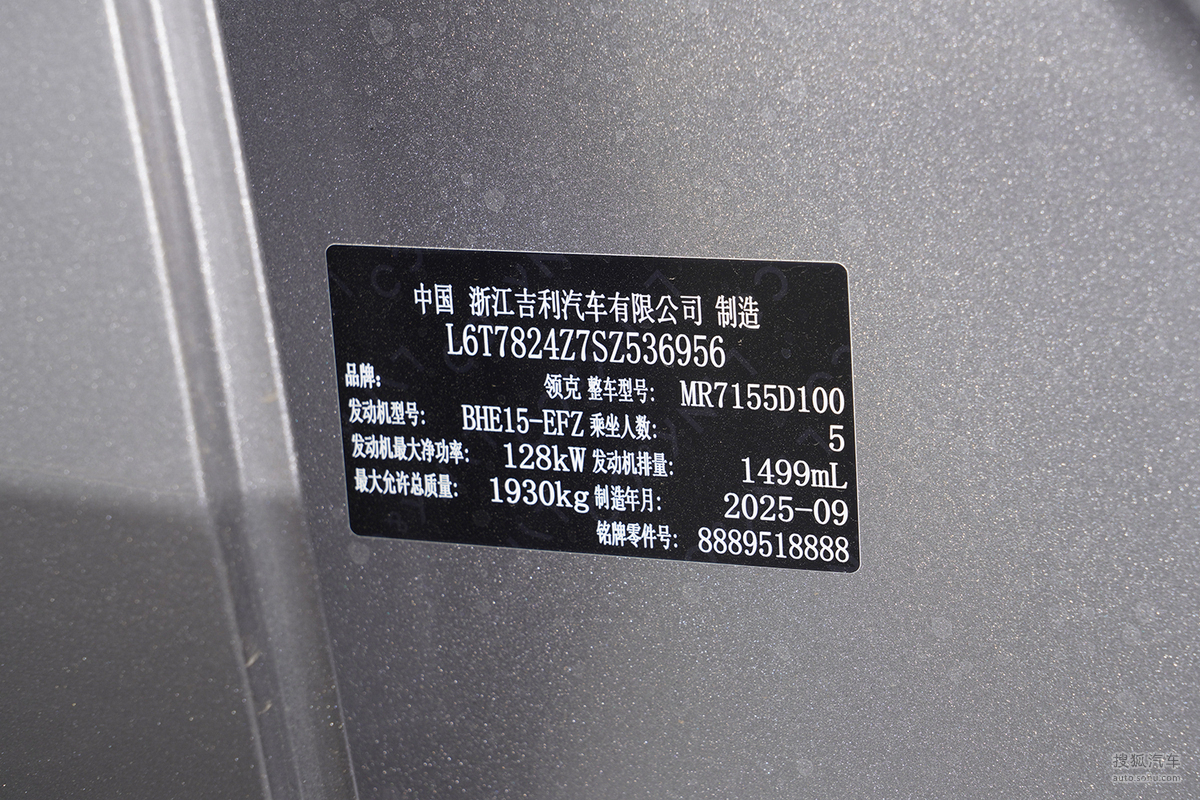 中国 浙江吉利汽车有限公司 制造
L6T7824Z7SZ536956
品牌: 领克 整车型号: MR7155D100
发动机型号: BHE15-EFZ 乘坐人数: 5
发动机最大净功率: 128kW 发动机排量: 1499mL
最大允许总质量: 1930kg 制造年月: 2025-09
铭牌零件号: 8889518888
搜狐汽车
auto.sohu.com